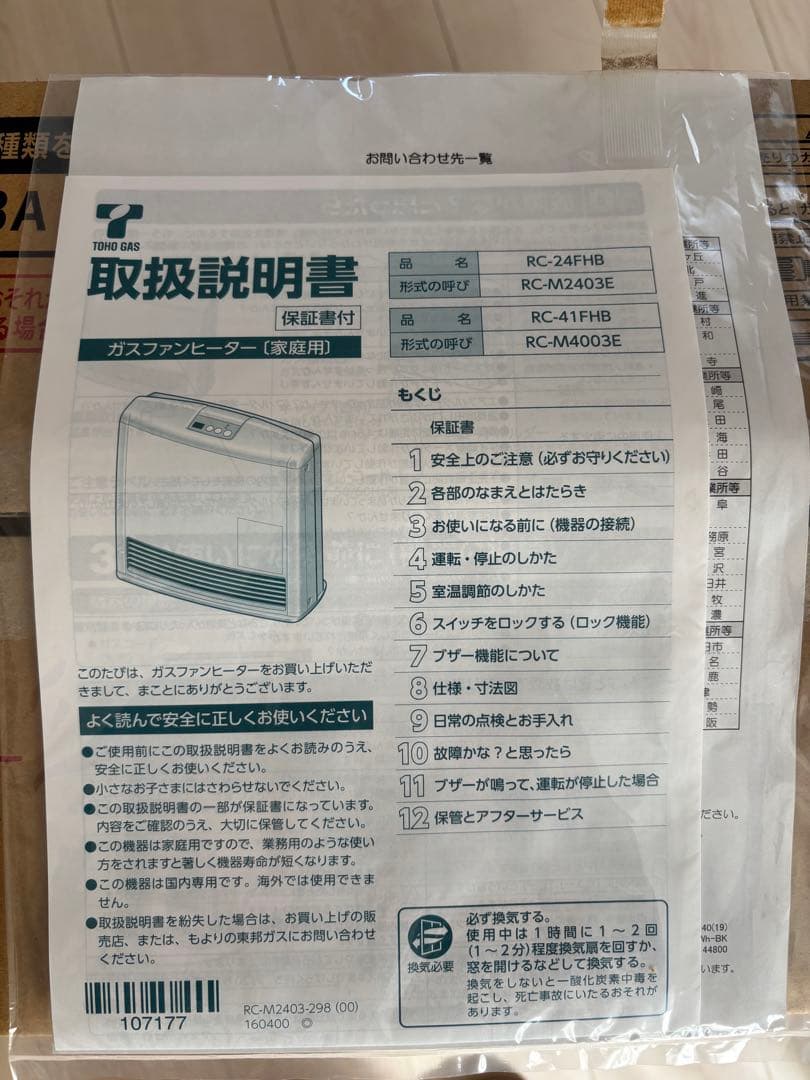 種類を
お問い合わせ先一覧
TOHO GAS
取扱説明書
保証書付
ガスファンヒーター〔家庭用〕
品 名 RC-24FHB
形式の呼び RC-M2403E
品 名 RC-41FHB
形式の呼び RC-M4003E
もくじ
保証書
1 安全上のご注意（必ずお守りください）
2 各部のなまえとはたらき
3 お使いになる前に（機器の接続）
4 運転・停止のしかた
5 室温調節のしかた
6 スイッチをロックする（ロック機能）
7 ブザー機能について
8 仕様・寸法図
9 日常の点検とお手入れ
10 故障かな？と思ったら
11 ブザーが鳴って、運転が停止した場合
12 保管とアフターサービス
このたびは、ガスファンヒーターをお買い上げいただ
きまして、まことにありがとうございます。
よく読んで安全に正しくお使いください
●ご使用前にこの取扱説明書をよくお読みのうえ、
安全に正しくお使いください。
●小さなお子さまにはさわらせないでください。
●この取扱説明書の一部が保証書になっています。
内容をご確認のうえ、大切に保管してください。
●この機器は家庭用ですので、業務用のような使い
方をされますと著しく機器寿命が短くなります。
●この機器は国内専用です。海外では使用できま
せん。
●取扱説明書を紛失した場合は、お買い上げの販
売店、または、もよりの東邦ガスにお問い合わせ
ください。
換気必要
必ず換気する。
使用中は1時間に1～2回
(1～2分)程度換気扇を回すか、
窓を開けるなどして換気する。
換気をしないと一酸化炭素中毒を
起こし、死亡事故にいたるおそれが
あります。
107177
RC-M2403-298 (00)
160400 ◎
ださい。
40(19)
Wh-BK
44800
います。